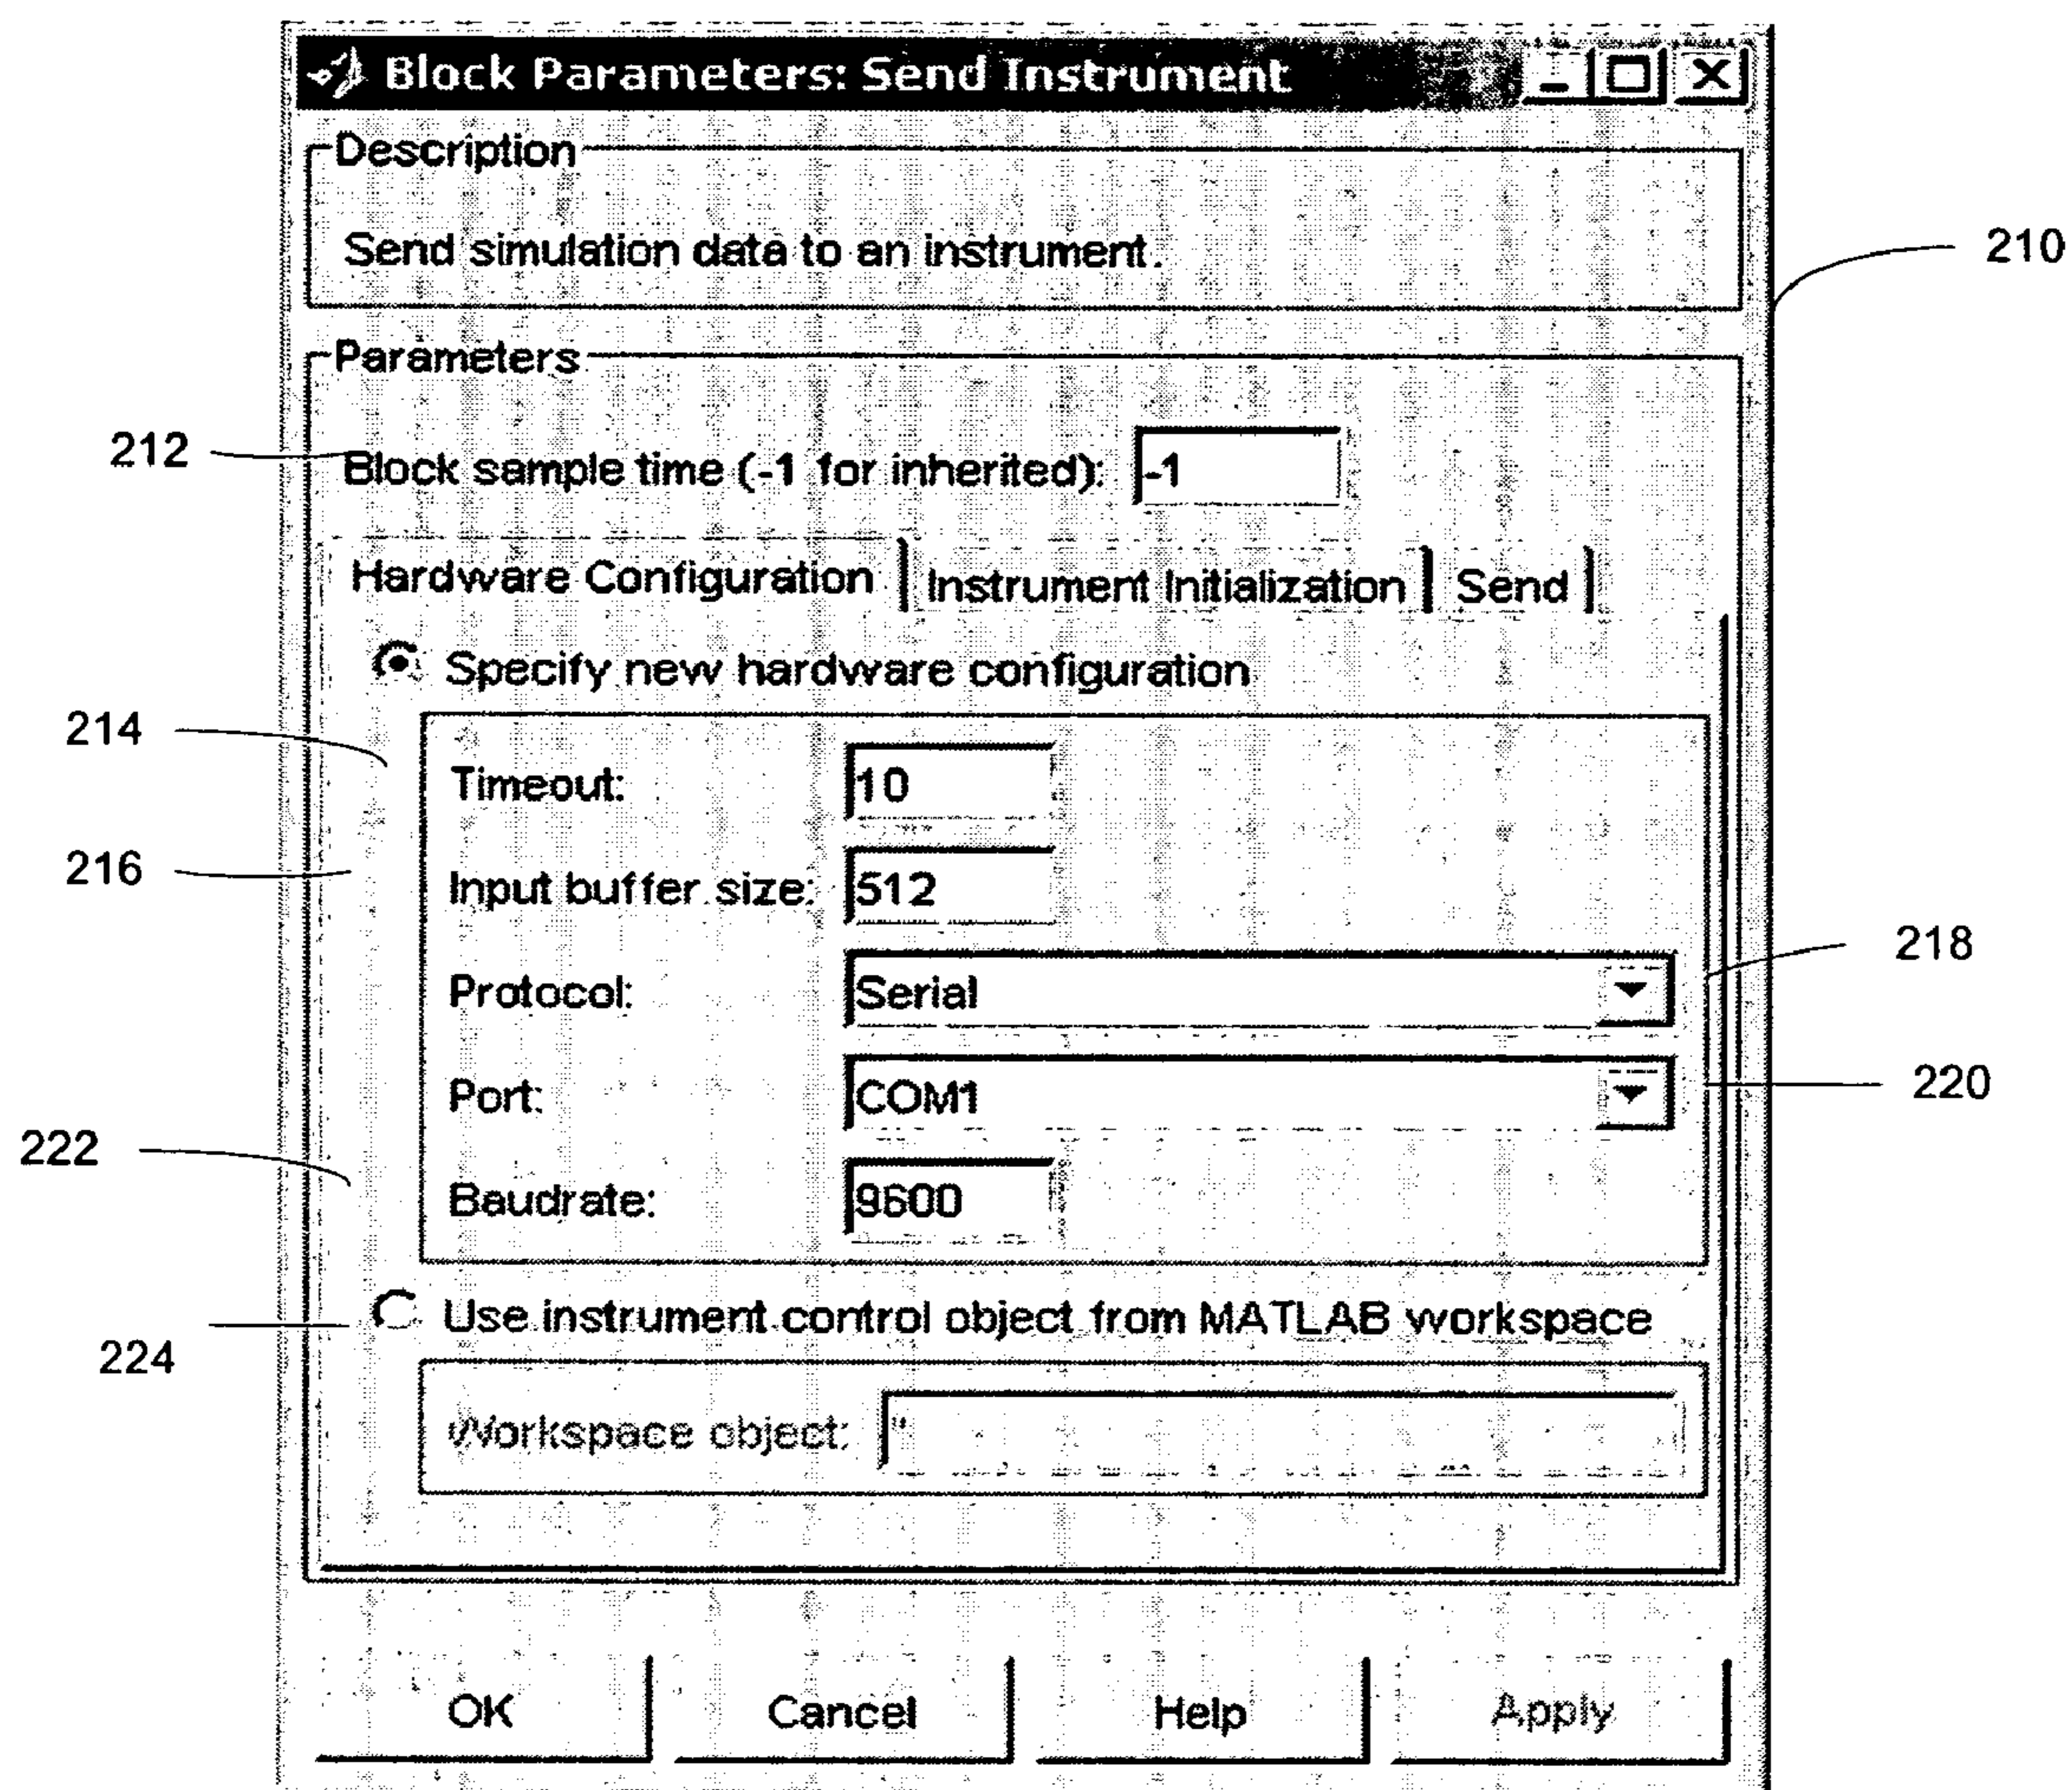 Block Parameters: Send Instrument
Description
Send simulation data to an instrument.
210
Parameters
212
Block sample time (-1 for inherited): -1
Hardware Configuration Instrument Initialization Send
Specify new hardware configuration
214
Timeout: 10
216
Input buffer size: 512
218
Protocol: Serial
220
Port: COM1
222
Baudrate: 9600
Use instrument control object from MATLAB workspace
224
Workspace object: "
OK Cancel Help Apply